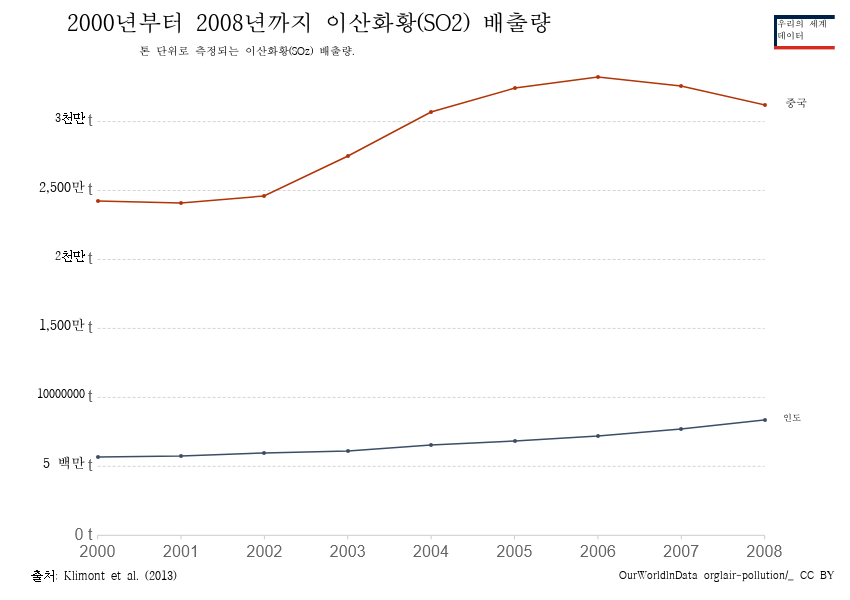 2000년부터 2008년까지 이산화황(SO2) 배출량
우리의 세계
데이터
톤 단위로 측정되는 이산화황(SOz) 배출량.
중국
3천만 t
2,500만 t
2천만 t
1,500만 t
10000000 t
인도
5 백만 t
0 t
2000 2001 2002 2003 2004 2005 2006 2007 2008
출처: Klimont et al. (2013)
OurWorldInData orglair-pollution/_ CC BY